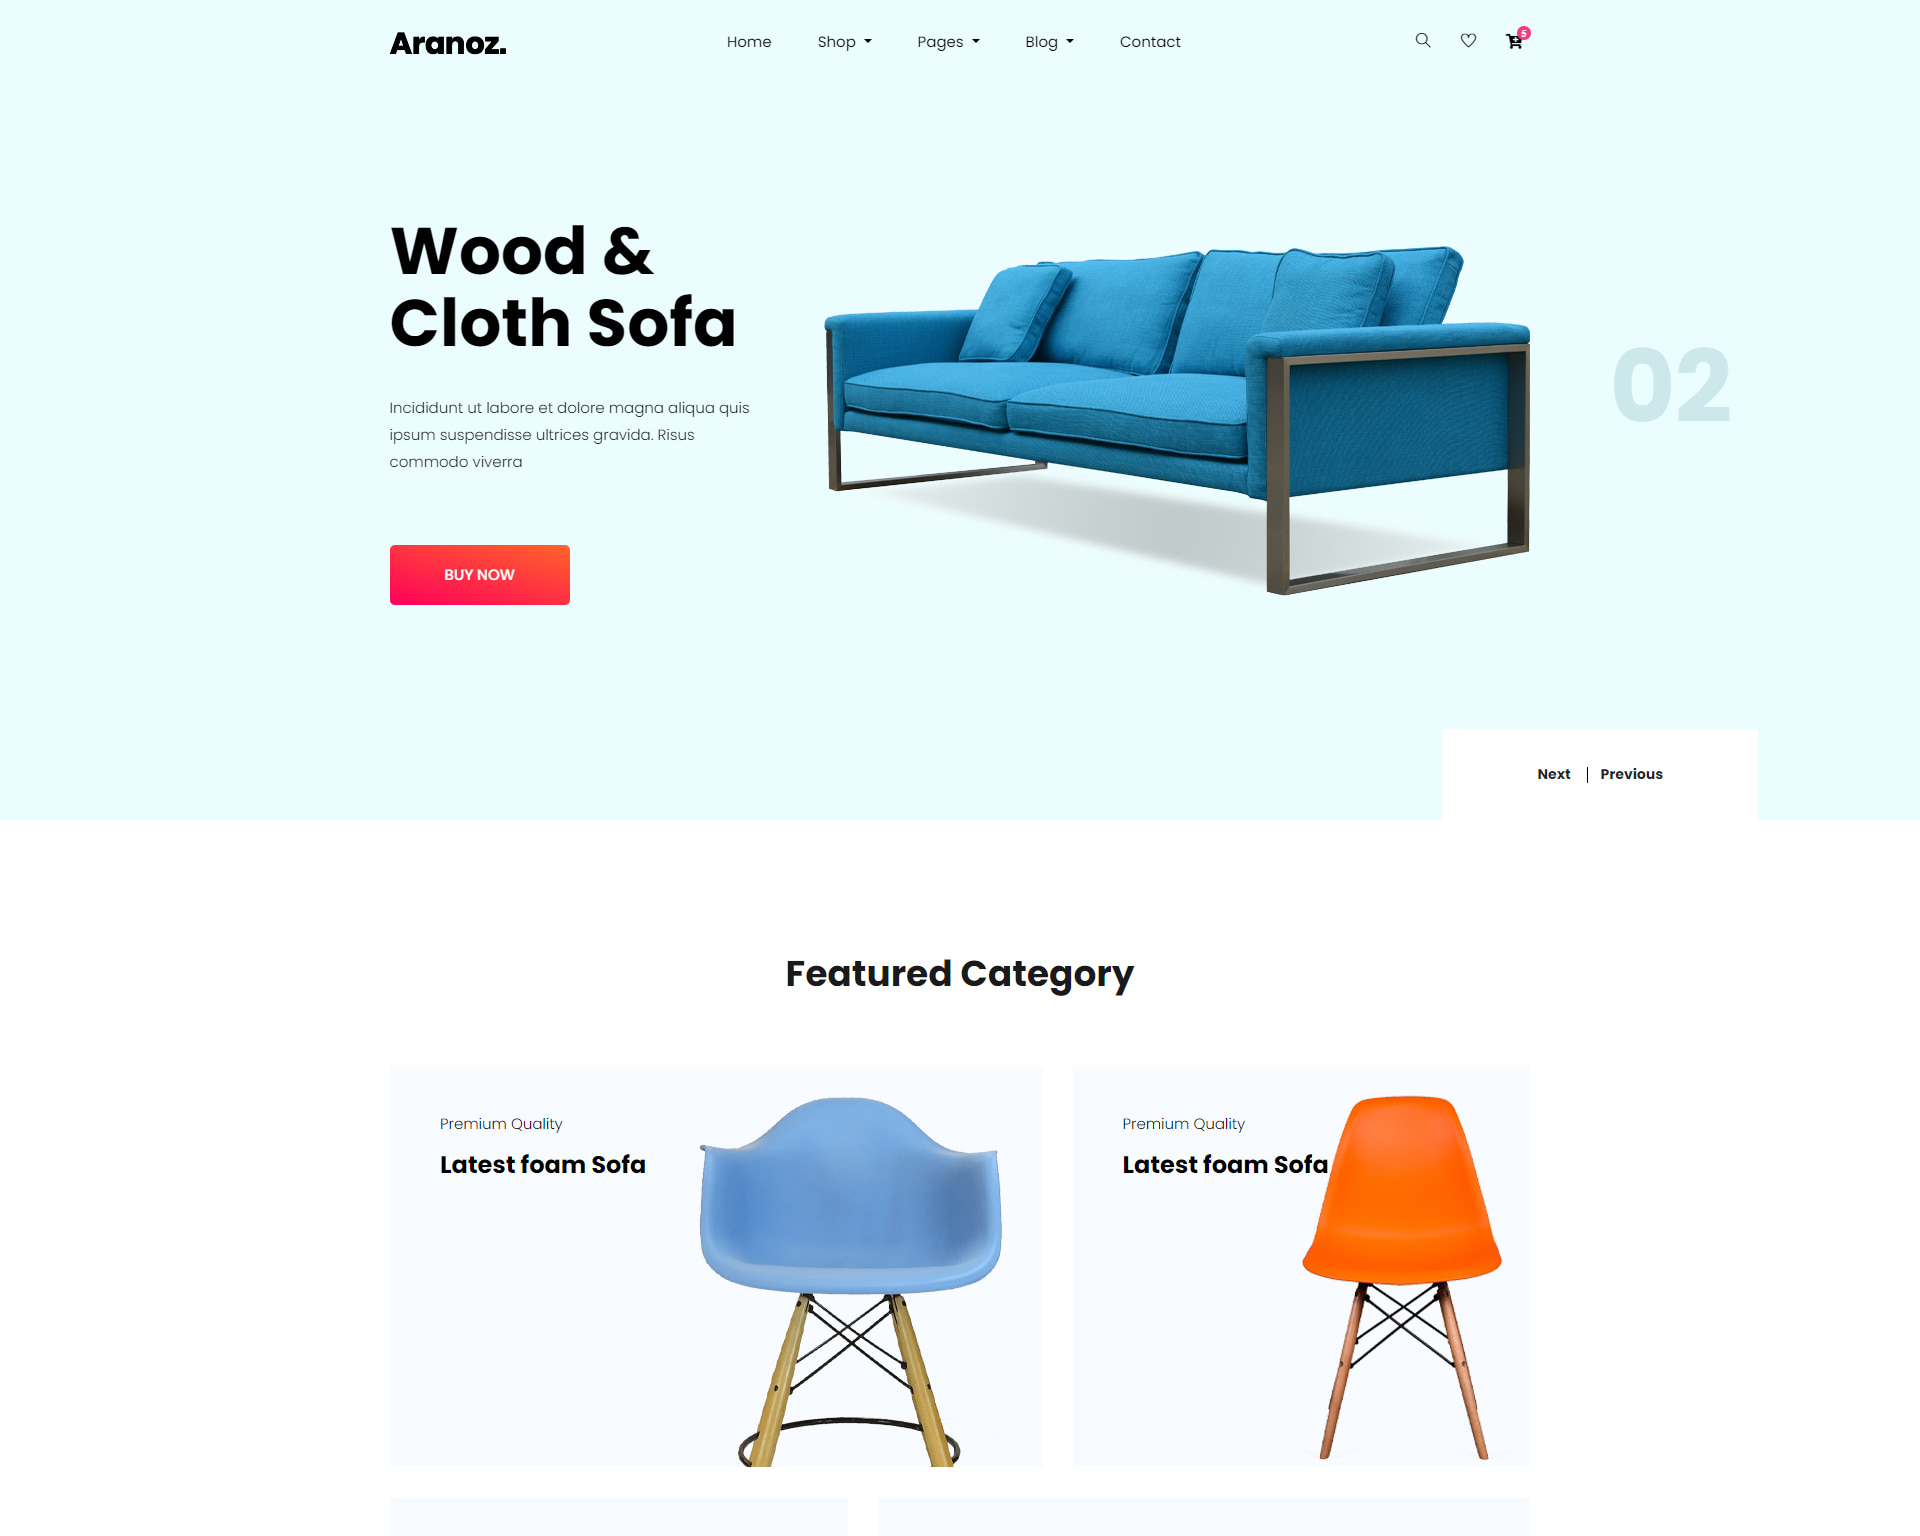 Aranoz.
Home
Shop
Pages
Blog
Contact
5
Wood &
Cloth Sofa
Incididunt ut labore et dolore magna aliqua quis
ipsum suspendisse ultrices gravida. Risus
commodo viverra
BUY NOW
02
Next
Previous
Featured Category
Premium Quality
Latest foam Sofa
Premium Quality
Latest foam Sofa